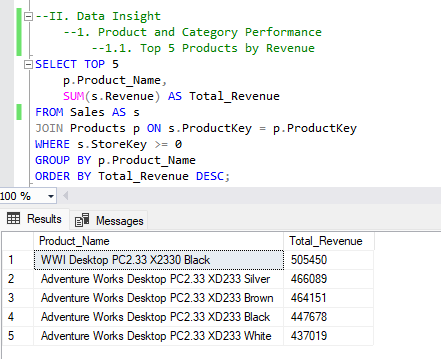 --II. Data Insight
--1. Product and Category Performance
--1.1. Top 5 Products by Revenue
SELECT TOP 5
p.Product_Name,
SUM(s.Revenue) AS Total_Revenue
FROM Sales AS s
JOIN Products p ON s.ProductKey = p.ProductKey
WHERE s.StoreKey >= 0
GROUP BY p.Product_Name
ORDER BY Total_Revenue DESC;
100 %
Results Messages
Product_Name Total_Revenue
1 WWI Desktop PC2.33 X2330 Black 505450
2 Adventure Works Desktop PC2.33 XD233 Silver 466089
3 Adventure Works Desktop PC2.33 XD233 Brown 464151
4 Adventure Works Desktop PC2.33 XD233 Black 447678
5 Adventure Works Desktop PC2.33 XD233 White 437019